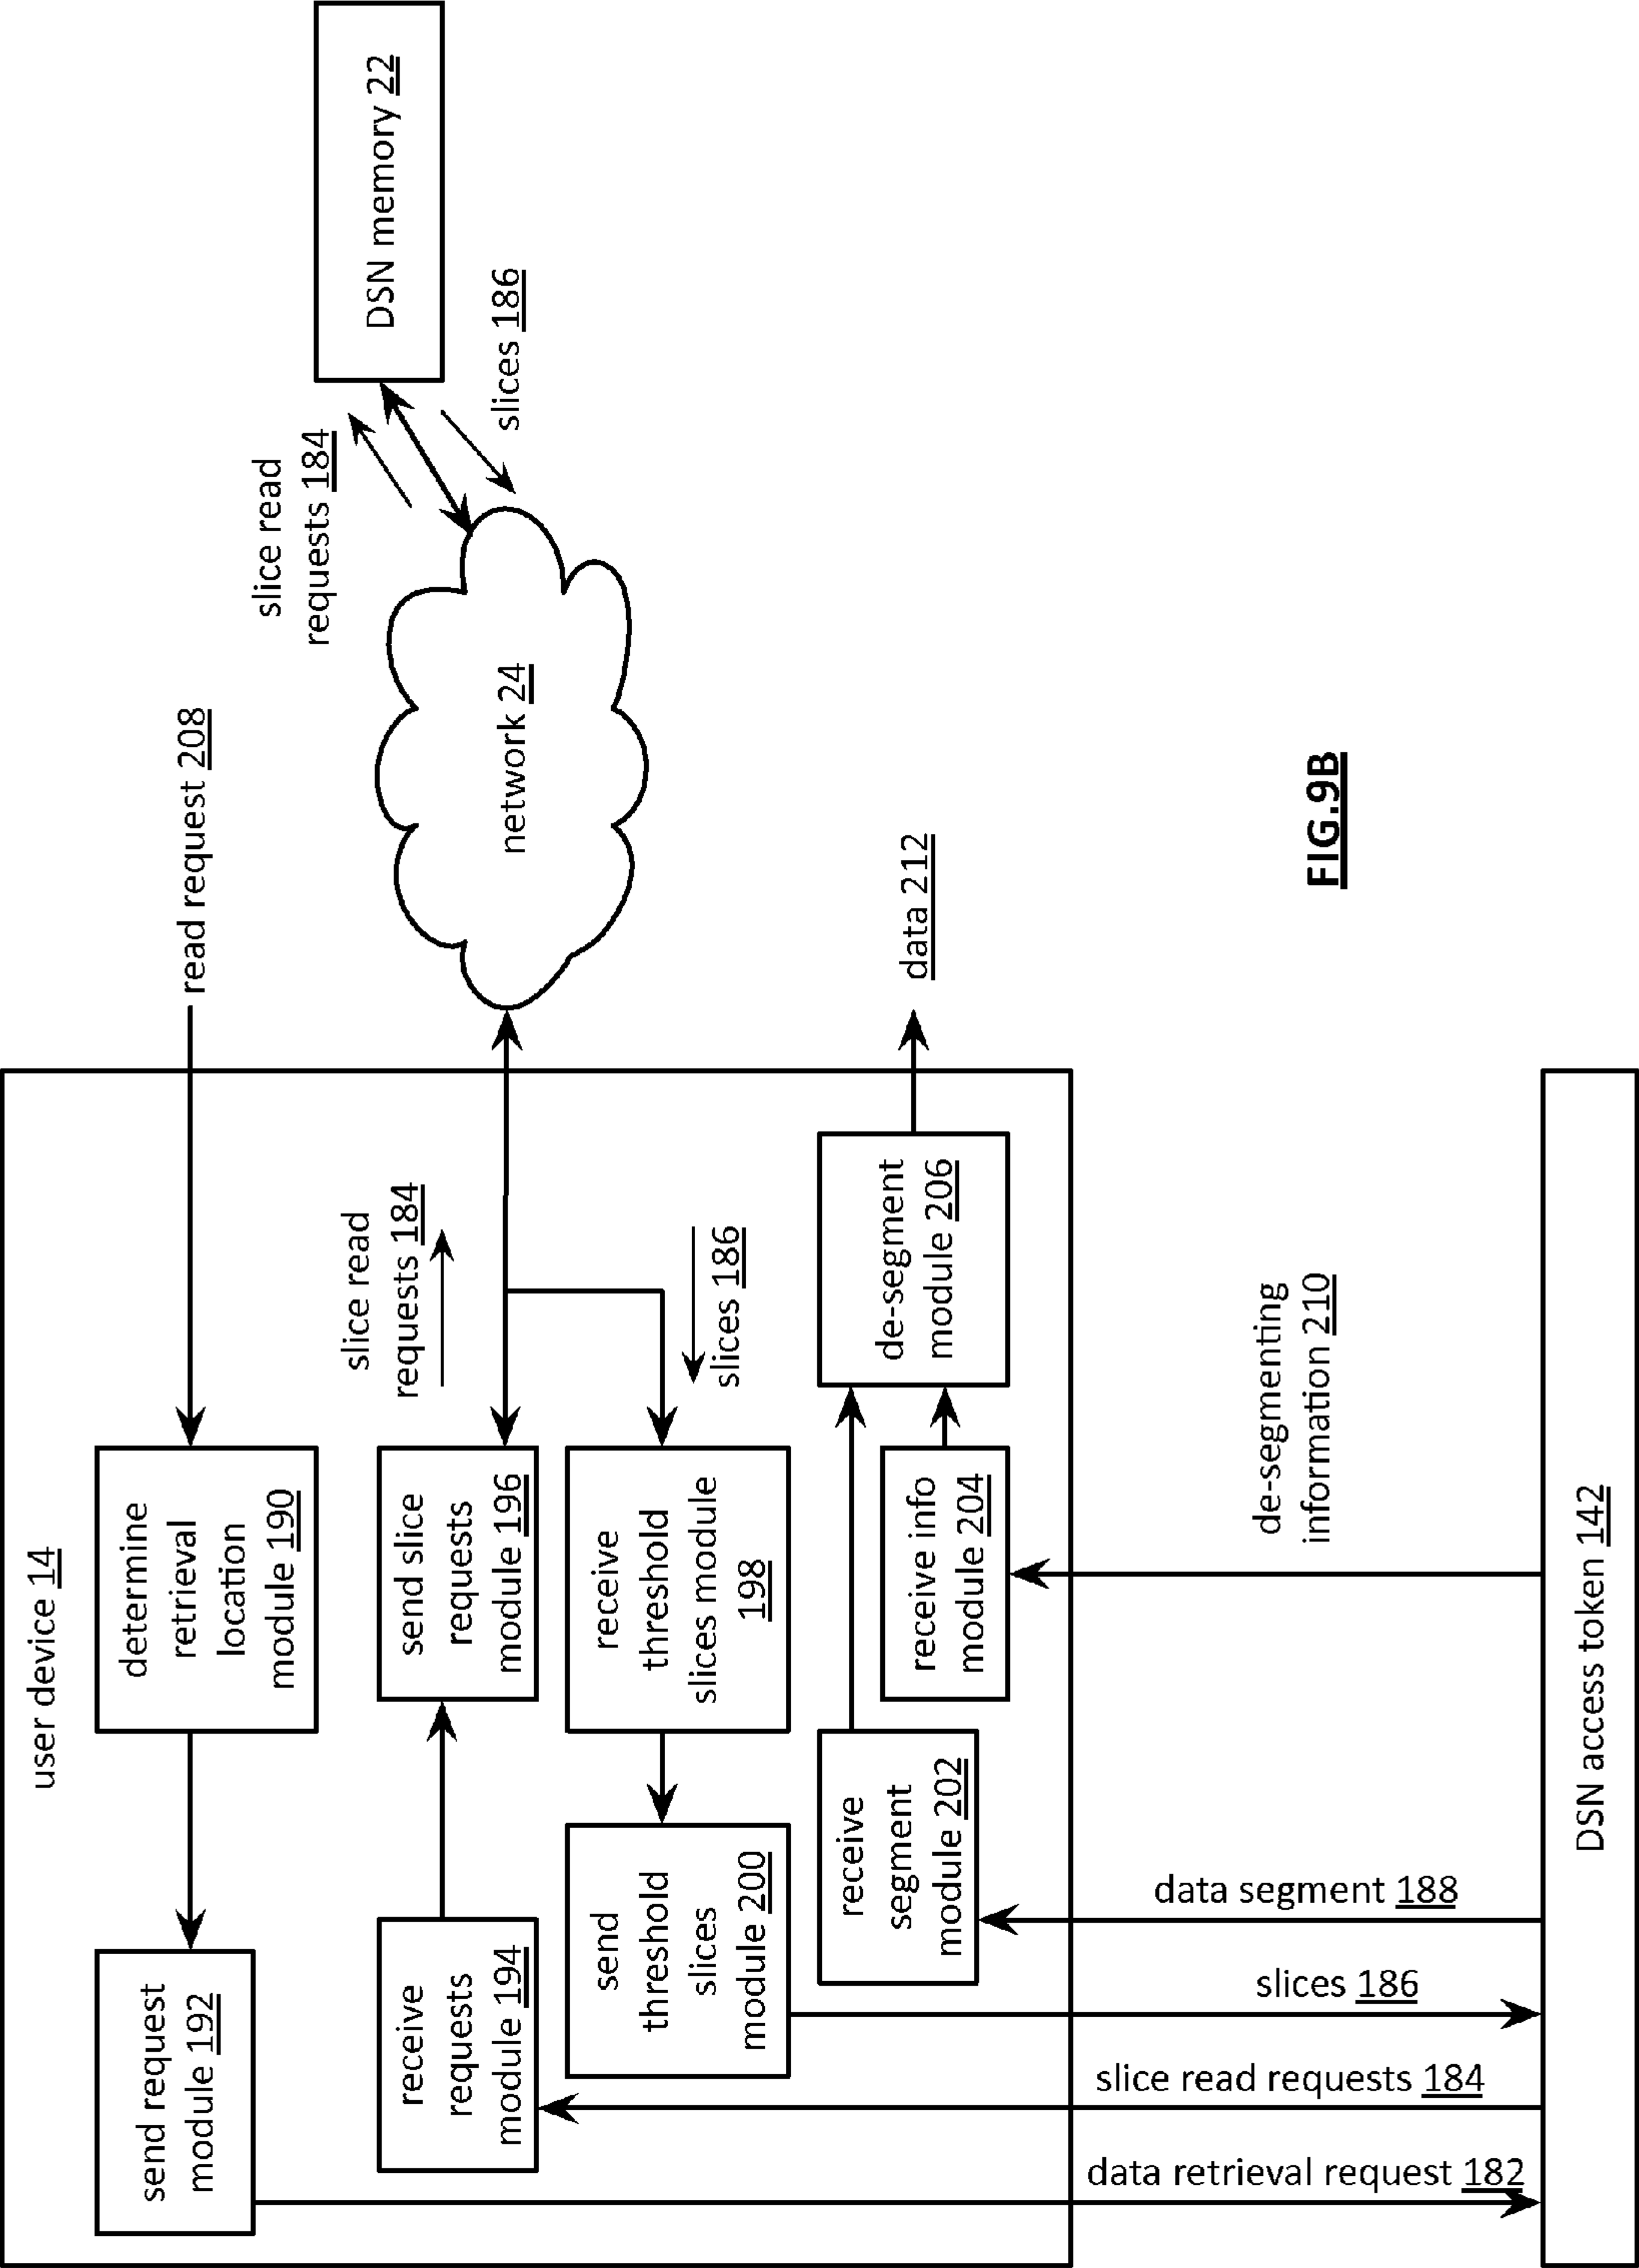 user device 14
send request
module 192
determine
retrieval
location
module 190
read request 208
receive
requests
module 194
send slice
requests
module 196
slice read
requests 184
send
threshold
slices
module 200
receive
threshold
slices module
198
slices 186
network 24
slice read
requests 184
slices 186
DSN memory 22
receive
segment
module 202
receive info
module 204
de-segment
module 206
data 212
data retrieval request 182
slice read requests 184
slices 186
data segment 188
de-segmenting
information 210
DSN access token 142
FIG.9B